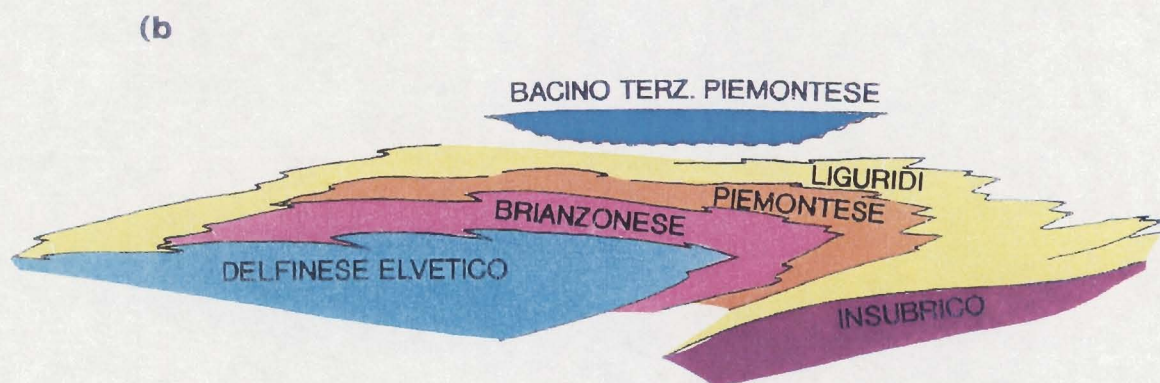 (b
BACINO TERZ. PIEMONTESE
LIGURIDI
PIEMONTESE
BRIANZONESE
DELFINESE ELVETICO
INSUBRICO